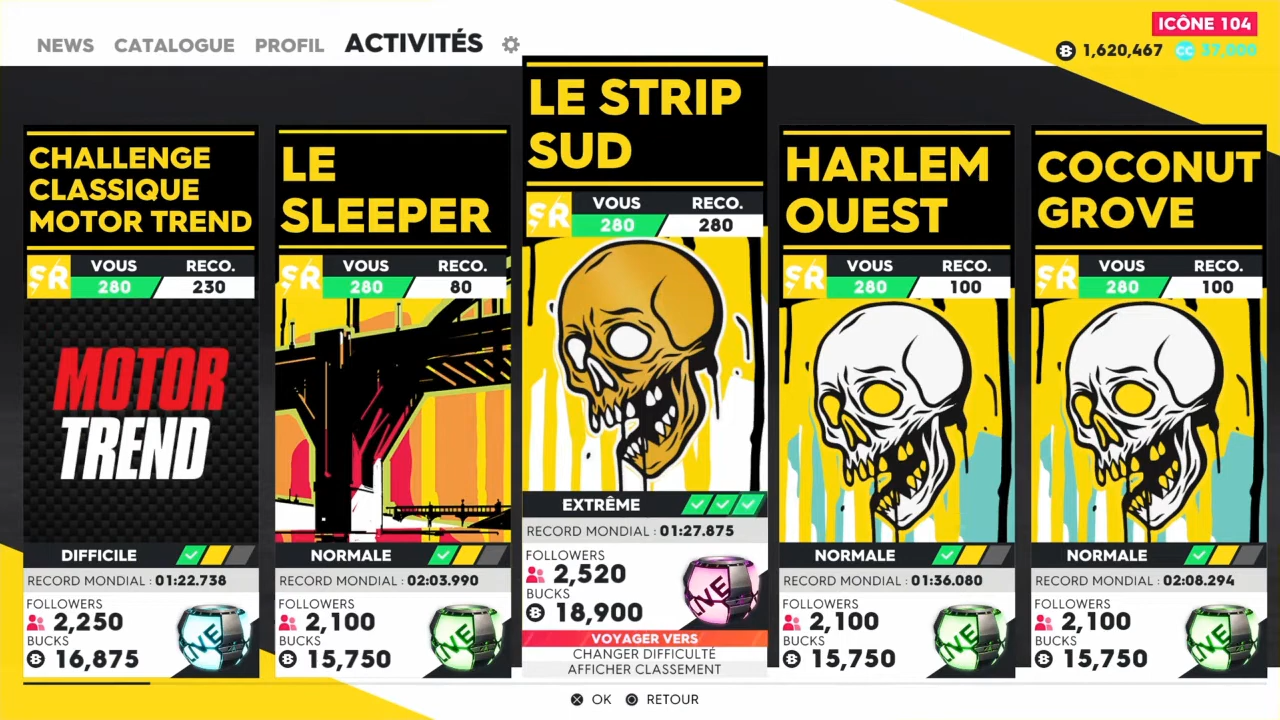 NEWS CATALOGUE PROFIL ACTIVITÉS
ICÔNE 104
1,620,467 CC 37,000
CHALLENGE
CLASSIQUE
MOTOR TREND
SR VOUS RECO.
280 230
MOTOR
TREND
DIFFICILE
RECORD MONDIAL : 01:22.738
FOLLOWERS
2,250
BUCKS
16,875
LE
SLEEPER
SR VOUS RECO.
280 80
NORMALE
RECORD MONDIAL : 02:03.990
FOLLOWERS
2,100
BUCKS
15,750
LE STRIP
SUD
SR VOUS RECO.
280 280
EXTRÊME
RECORD MONDIAL : 01:27.875
FOLLOWERS
2,520
BUCKS
18,900
VOYAGER VERS
CHANGER DIFFICULTÉ
AFFICHER CLASSEMENT
HARLEM
OUEST
SR VOUS RECO.
280 100
NORMALE
RECORD MONDIAL : 01:36.080
FOLLOWERS
2,100
BUCKS
15,750
COCONUT
GROVE
SR VOUS RECO.
280 100
NORMALE
RECORD MONDIAL : 02:08.294
FOLLOWERS
2,100
BUCKS
15,750
OK RETOUR